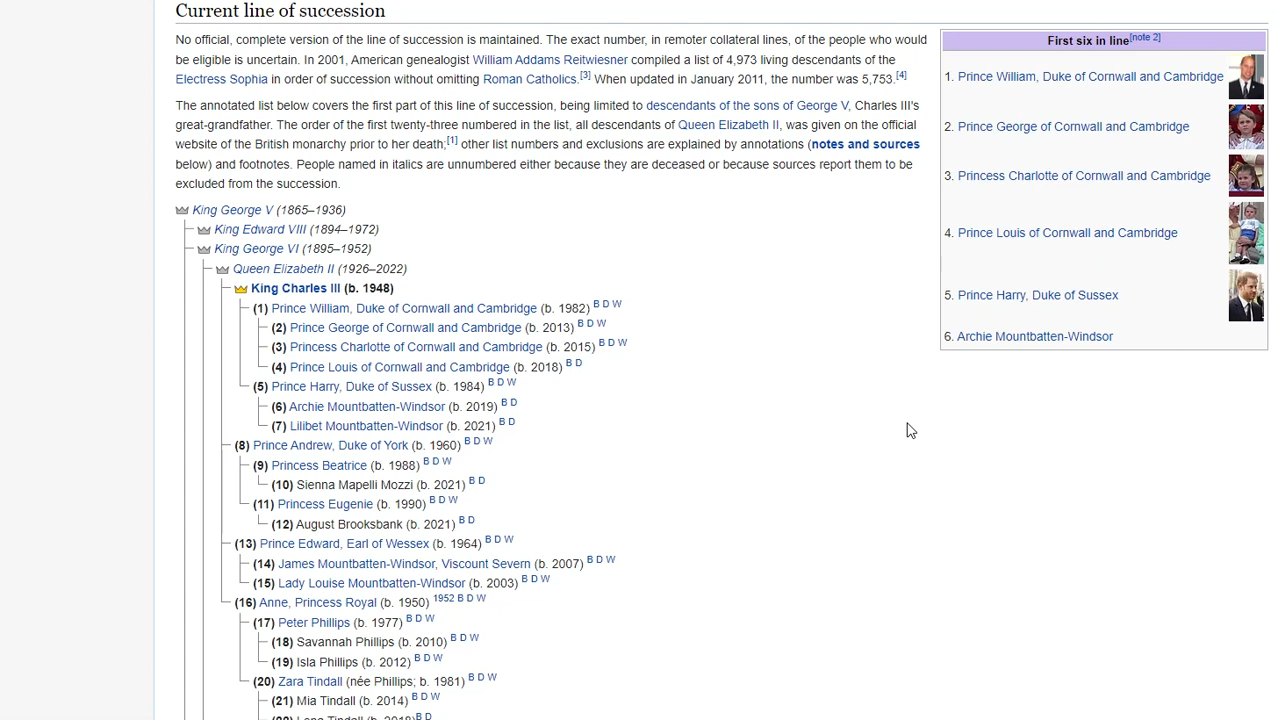 Current line of succession
No official, complete version of the line of succession is maintained. The exact number, in remoter collateral lines, of the people who would
be eligible is uncertain. In 2001, American genealogist William Addams Reitwiesner compiled a list of 4,973 living descendants of the
Electress Sophia in order of succession without omitting Roman Catholics.[3] When updated in January 2011, the number was 5,753.[4]
The annotated list below covers the first part of this line of succession, being limited to descendants of the sons of George V, Charles III's
great-grandfather. The order of the first twenty-three numbered in the list, all descendants of Queen Elizabeth II, was given on the official
website of the British monarchy prior to her death;[1] other list numbers and exclusions are explained by annotations (notes and sources
below) and footnotes. People named in italics are unnumbered either because they are deceased or because sources report them to be
excluded from the succession.
King George V (1865–1936)
King Edward VIII (1894–1972)
King George VI (1895–1952)
Queen Elizabeth II (1926–2022)
King Charles III (b. 1948)
(1) Prince William, Duke of Cornwall and Cambridge (b. 1982) B D W
(2) Prince George of Cornwall and Cambridge (b. 2013) B D W
(3) Princess Charlotte of Cornwall and Cambridge (b. 2015) B D W
(4) Prince Louis of Cornwall and Cambridge (b. 2018) B D
(5) Prince Harry, Duke of Sussex (b. 1984) B D W
(6) Archie Mountbatten-Windsor (b. 2019) B D
(7) Lilibet Mountbatten-Windsor (b. 2021) B D
(8) Prince Andrew, Duke of York (b. 1960) B D W
(9) Princess Beatrice (b. 1988) B D W
(10) Sienna Mapelli Mozzi (b. 2021) B D
(11) Princess Eugenie (b. 1990) B D W
(12) August Brooksbank (b. 2021) B D
(13) Prince Edward, Earl of Wessex (b. 1964) B D W
(14) James Mountbatten-Windsor, Viscount Severn (b. 2007) B D W
(15) Lady Louise Mountbatten-Windsor (b. 2003) B D W
(16) Anne, Princess Royal (b. 1950) 1952 B D W
(17) Peter Phillips (b. 1977) B D W
(18) Savannah Phillips (b. 2010) B D W
(19) Isla Phillips (b. 2012) B D W
(20) Zara Tindall (née Phillips; b. 1981) B D W
(21) Mia Tindall (b. 2014) B D W
(22) Lena Tindall (b. 2018) B D
First six in line[note 2]
1. Prince William, Duke of Cornwall and Cambridge
2. Prince George of Cornwall and Cambridge
3. Princess Charlotte of Cornwall and Cambridge
4. Prince Louis of Cornwall and Cambridge
5. Prince Harry, Duke of Sussex
6. Archie Mountbatten-Windsor